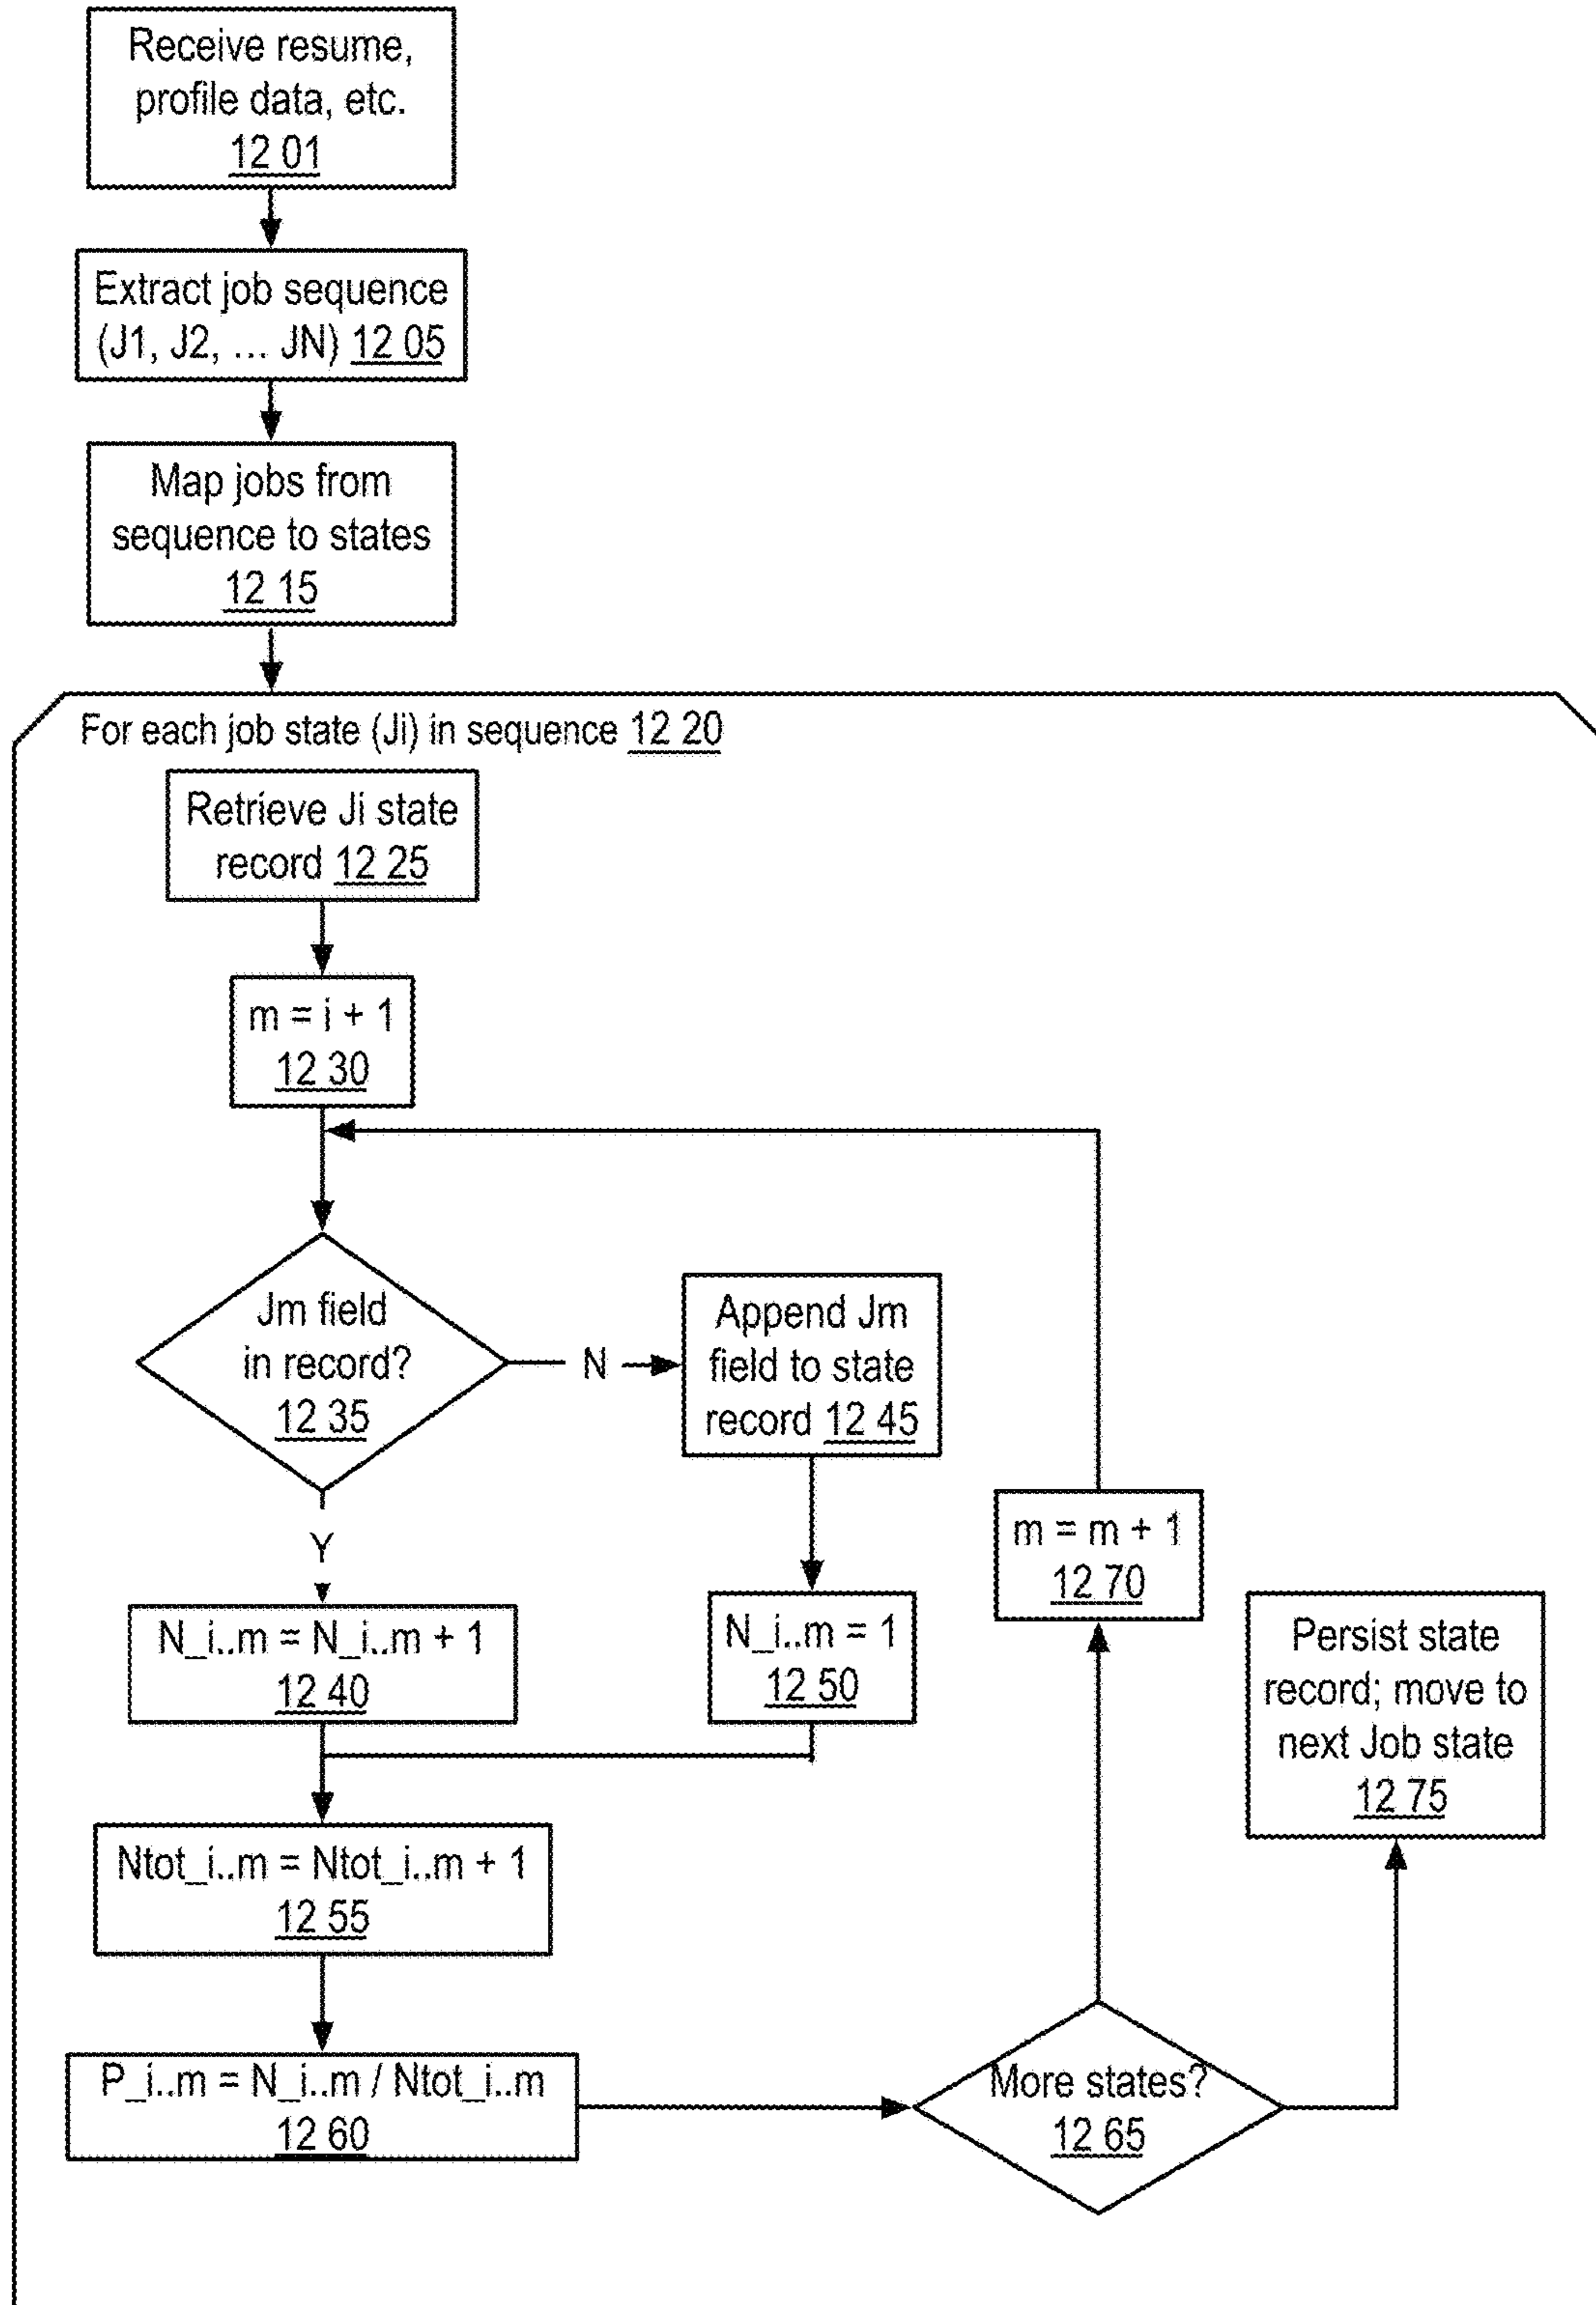 Receive resume,
profile data, etc.
12 01
Extract job sequence
(J1, J2, ... JN) 12 05
Map jobs from
sequence to states
12 15
For each job state (Ji) in sequence 12 20
Retrieve Ji state
record 12 25
m = i + 1
12 30
Jm field
in record?
12 35
N
Append Jm
field to state
record 12 45
Y
N_i..m = N_i..m + 1
12 40
N_i..m = 1
12 50
m = m + 1
12 70
Persist state
record; move to
next Job state
12 75
Ntot_i..m = Ntot_i..m + 1
12 55
P_i..m = N_i..m / Ntot_i..m
12 60
More states?
12 65